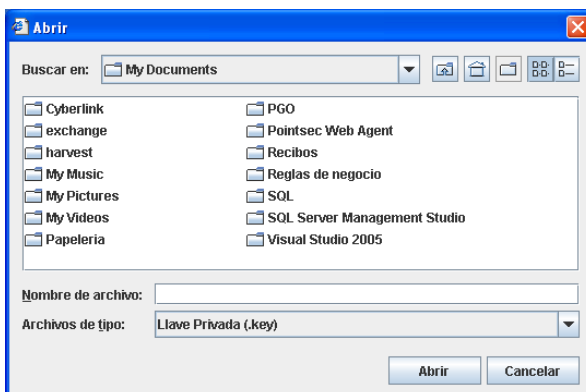 Abrir
Buscar en: My Documents
Cyberlink PGO
exchange Pointsec Web Agent
harvest Recibos
My Music Reglas de negocio
My Pictures SQL
My Videos SQL Server Management Studio
Papeleria Visual Studio 2005
Nombre de archivo:
Archivos de tipo: Llave Privada (.key)
Abrir Cancelar